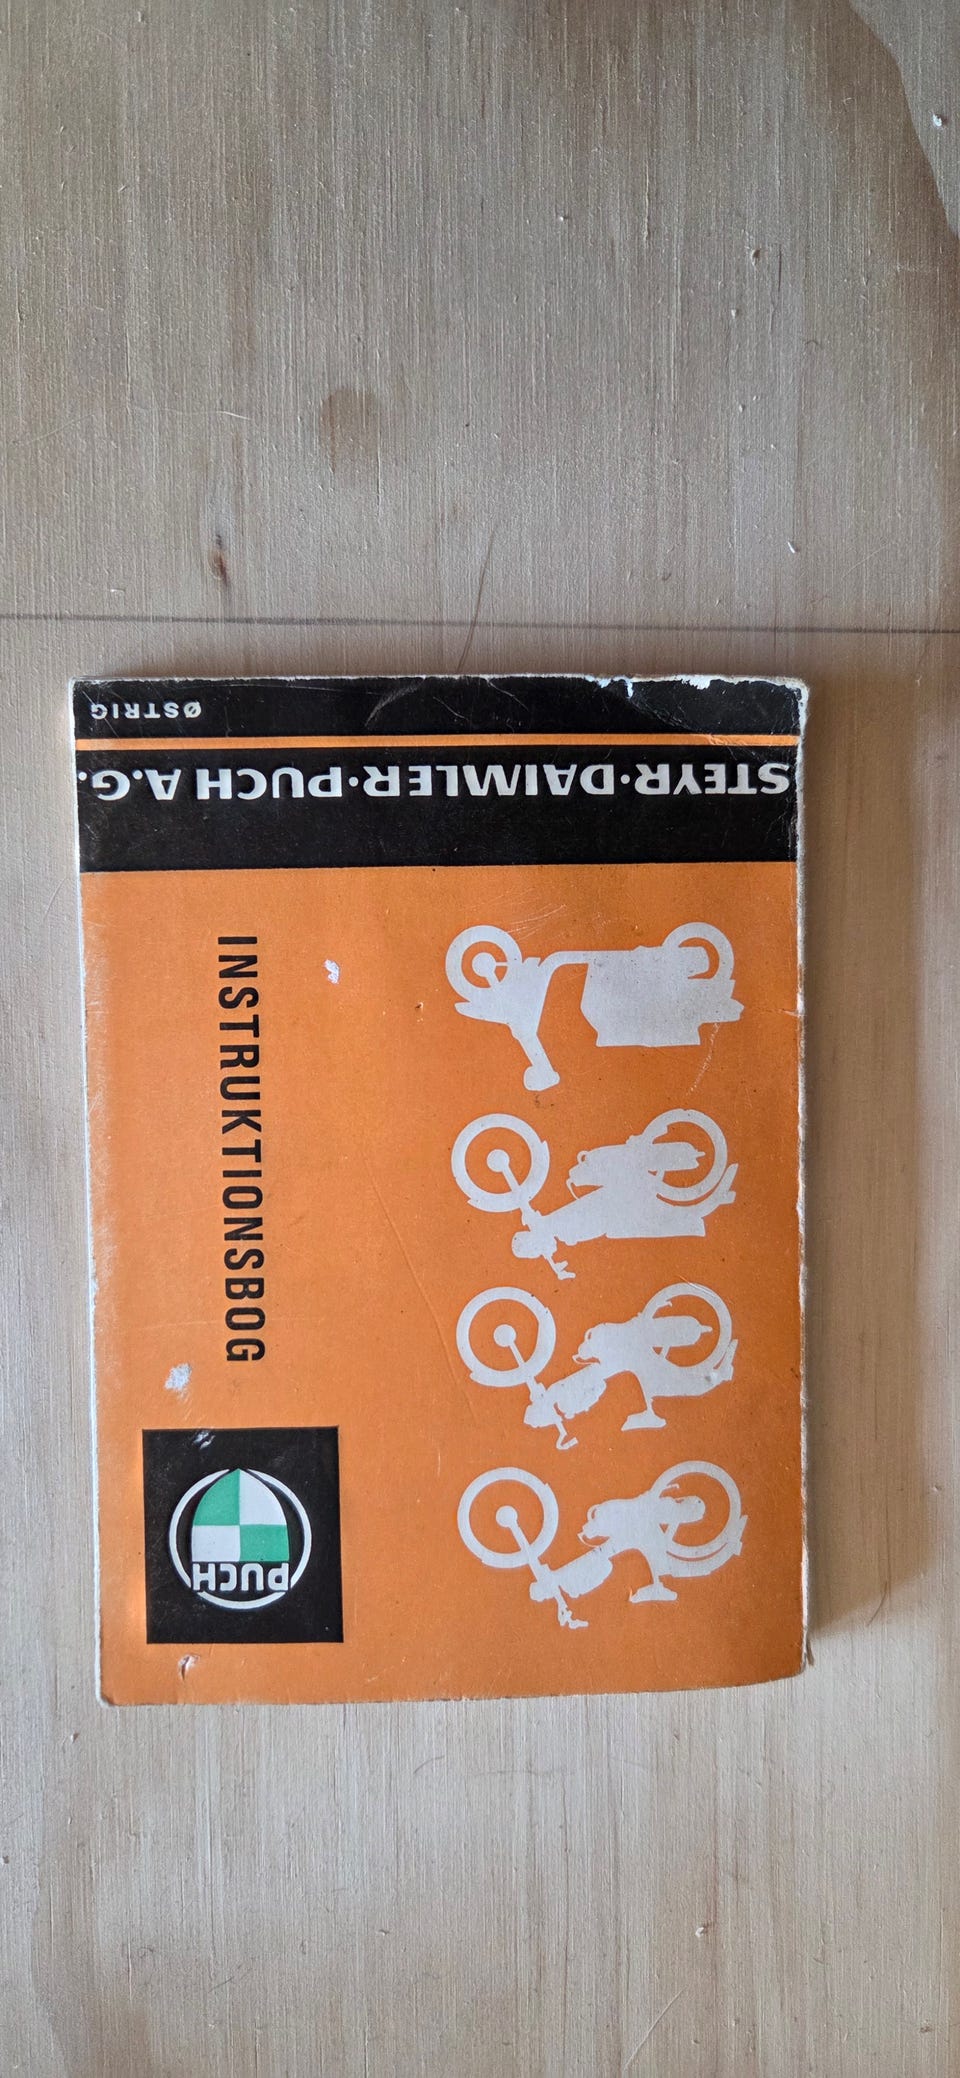 PUCH
INSTRUKTIONSBOG
STEYR·DAIMLER·PUCH A.G.
ØSTRIG